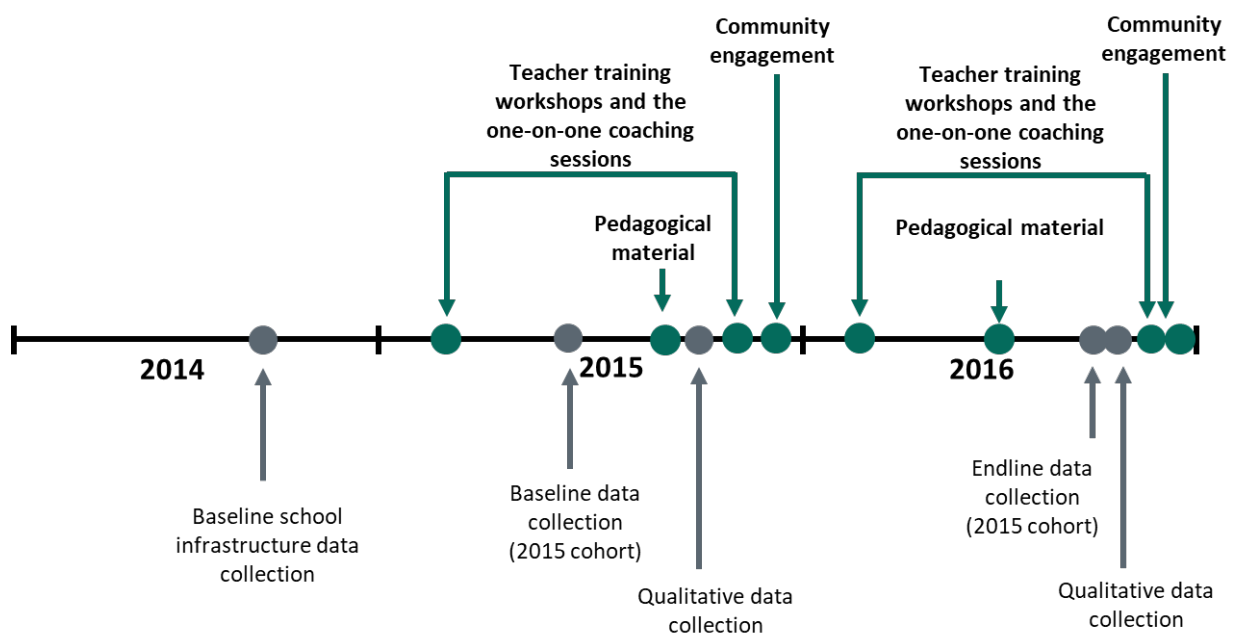 Community
engagement
Teacher training
workshops and the
one-on-one coaching
sessions
Pedagogical
material
Community
engagement
Teacher training
workshops and the
one-on-one coaching
sessions
Pedagogical material
2014
2015
2016
Baseline school
infrastructure data
collection
Baseline data
collection
(2015 cohort)
Qualitative data
collection
Endline data
collection
(2015 cohort)
Qualitative data
collection